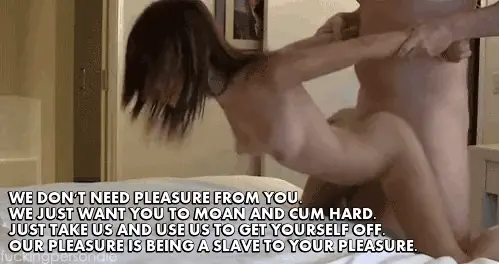 WE DON'T NEED PLEASURE FROM YOU.
WE JUST WANT YOU TO MOAN AND CUM HARD.
JUST TAKE US AND USE US TO GET YOURSELF OFF.
OUR PLEASURE IS BEING A SLAVE TO YOUR PLEASURE.